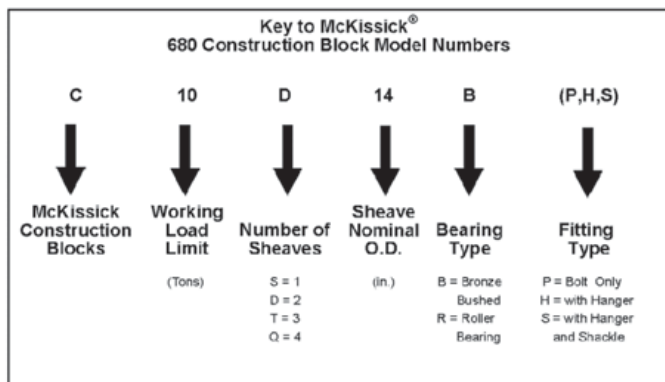 Key to McKissick®
680 Construction Block Model Numbers
C 10 D 14 B (P,H,S)
McKissick
Construction
Blocks
Working
Load
Limit
(Tons)
Number of
Sheaves
S = 1
D = 2
T = 3
Q = 4
Sheave
Nominal
O.D.
(in.)
Bearing
Type
B = Bronze
Bushed
R = Roller
Bearing
Fitting
Type
P = Bolt Only
H = with Hanger
S = with Hanger
and Shackle